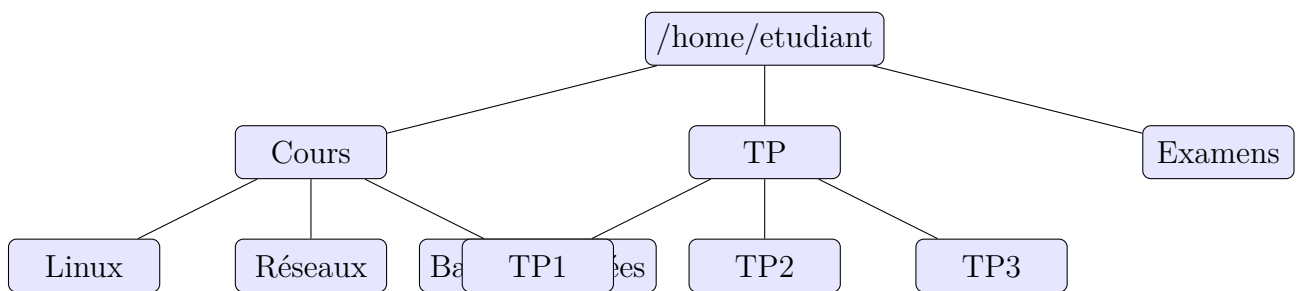 /home/etudiant
Cours
TP
Examens
Linux
Réseaux
TP1
TP2
TP3